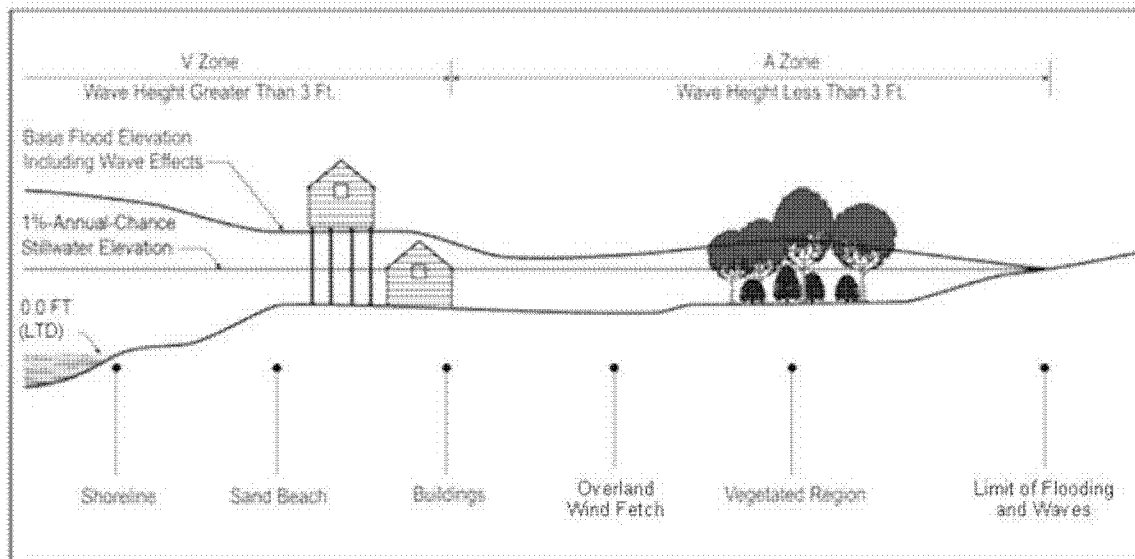 V Zone
Wave Height Greater Than 3 Ft.
A Zone
Wave Height Less Than 3 Ft.
Base Flood Elevation
Including Wave Effects
1%-Annual-Chance
Stillwater Elevation
0.0 FT
(LTD)
Shoreline
Sand Beach
Buildings
Overland
Wind Fetch
Vegetated Region
Limit of Flooding
and Waves